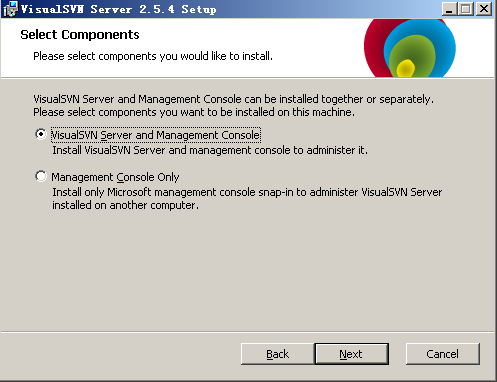 VisualSVN Server 2.5.4 Setup
Select Components
Please select components you would like to install.
VisualSVN Server and Management Console can be installed together or separately.
Please select components you want to be installed on this machine.
VisualSVN Server and Management Console
Install VisualSVN Server and management console to administer it.
Management Console Only
Install only Microsoft management console snap-in to administer VisualSVN Server
installed on another computer.
Back
Next
Cancel